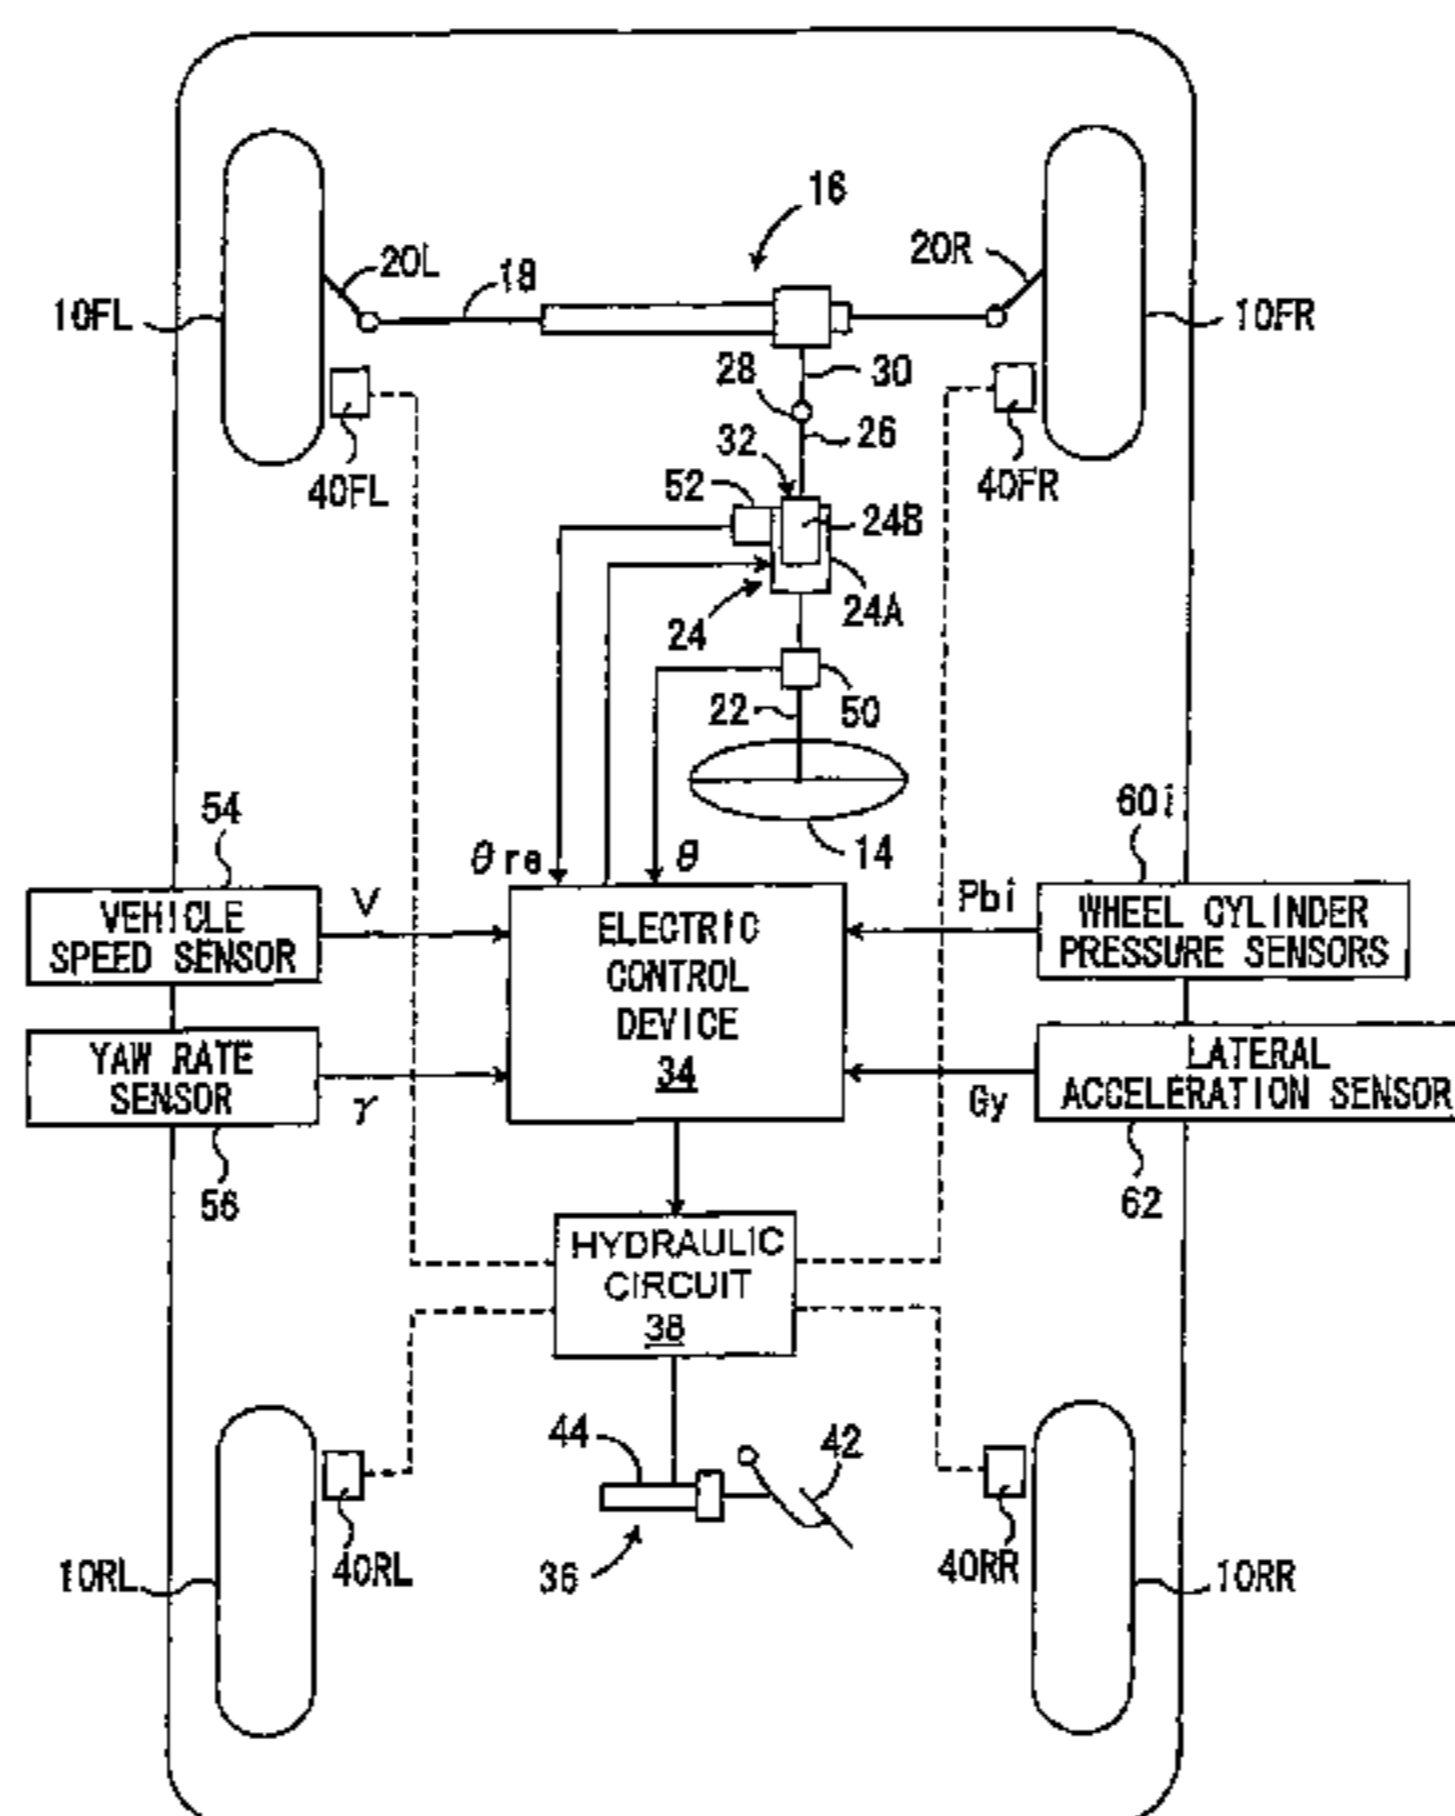 16
20L
18
20R
10FL
10FR
28
30
26
32
40FL
52
24B
40FR
24
24A
22
50
54
60i
θre
θ
14
V
Pbi
VEHICLE
SPEED SENSOR
ELECTRIC
CONTROL
DEVICE
34
WHEEL CYLINDER
PRESSURE SENSORS
YAW RATE
SENSOR
γ
Gy
LATERAL
ACCELERATION SENSOR
56
62
HYDRAULIC
CIRCUIT
38
44
42
10RL
40RL
36
40RR
10RR